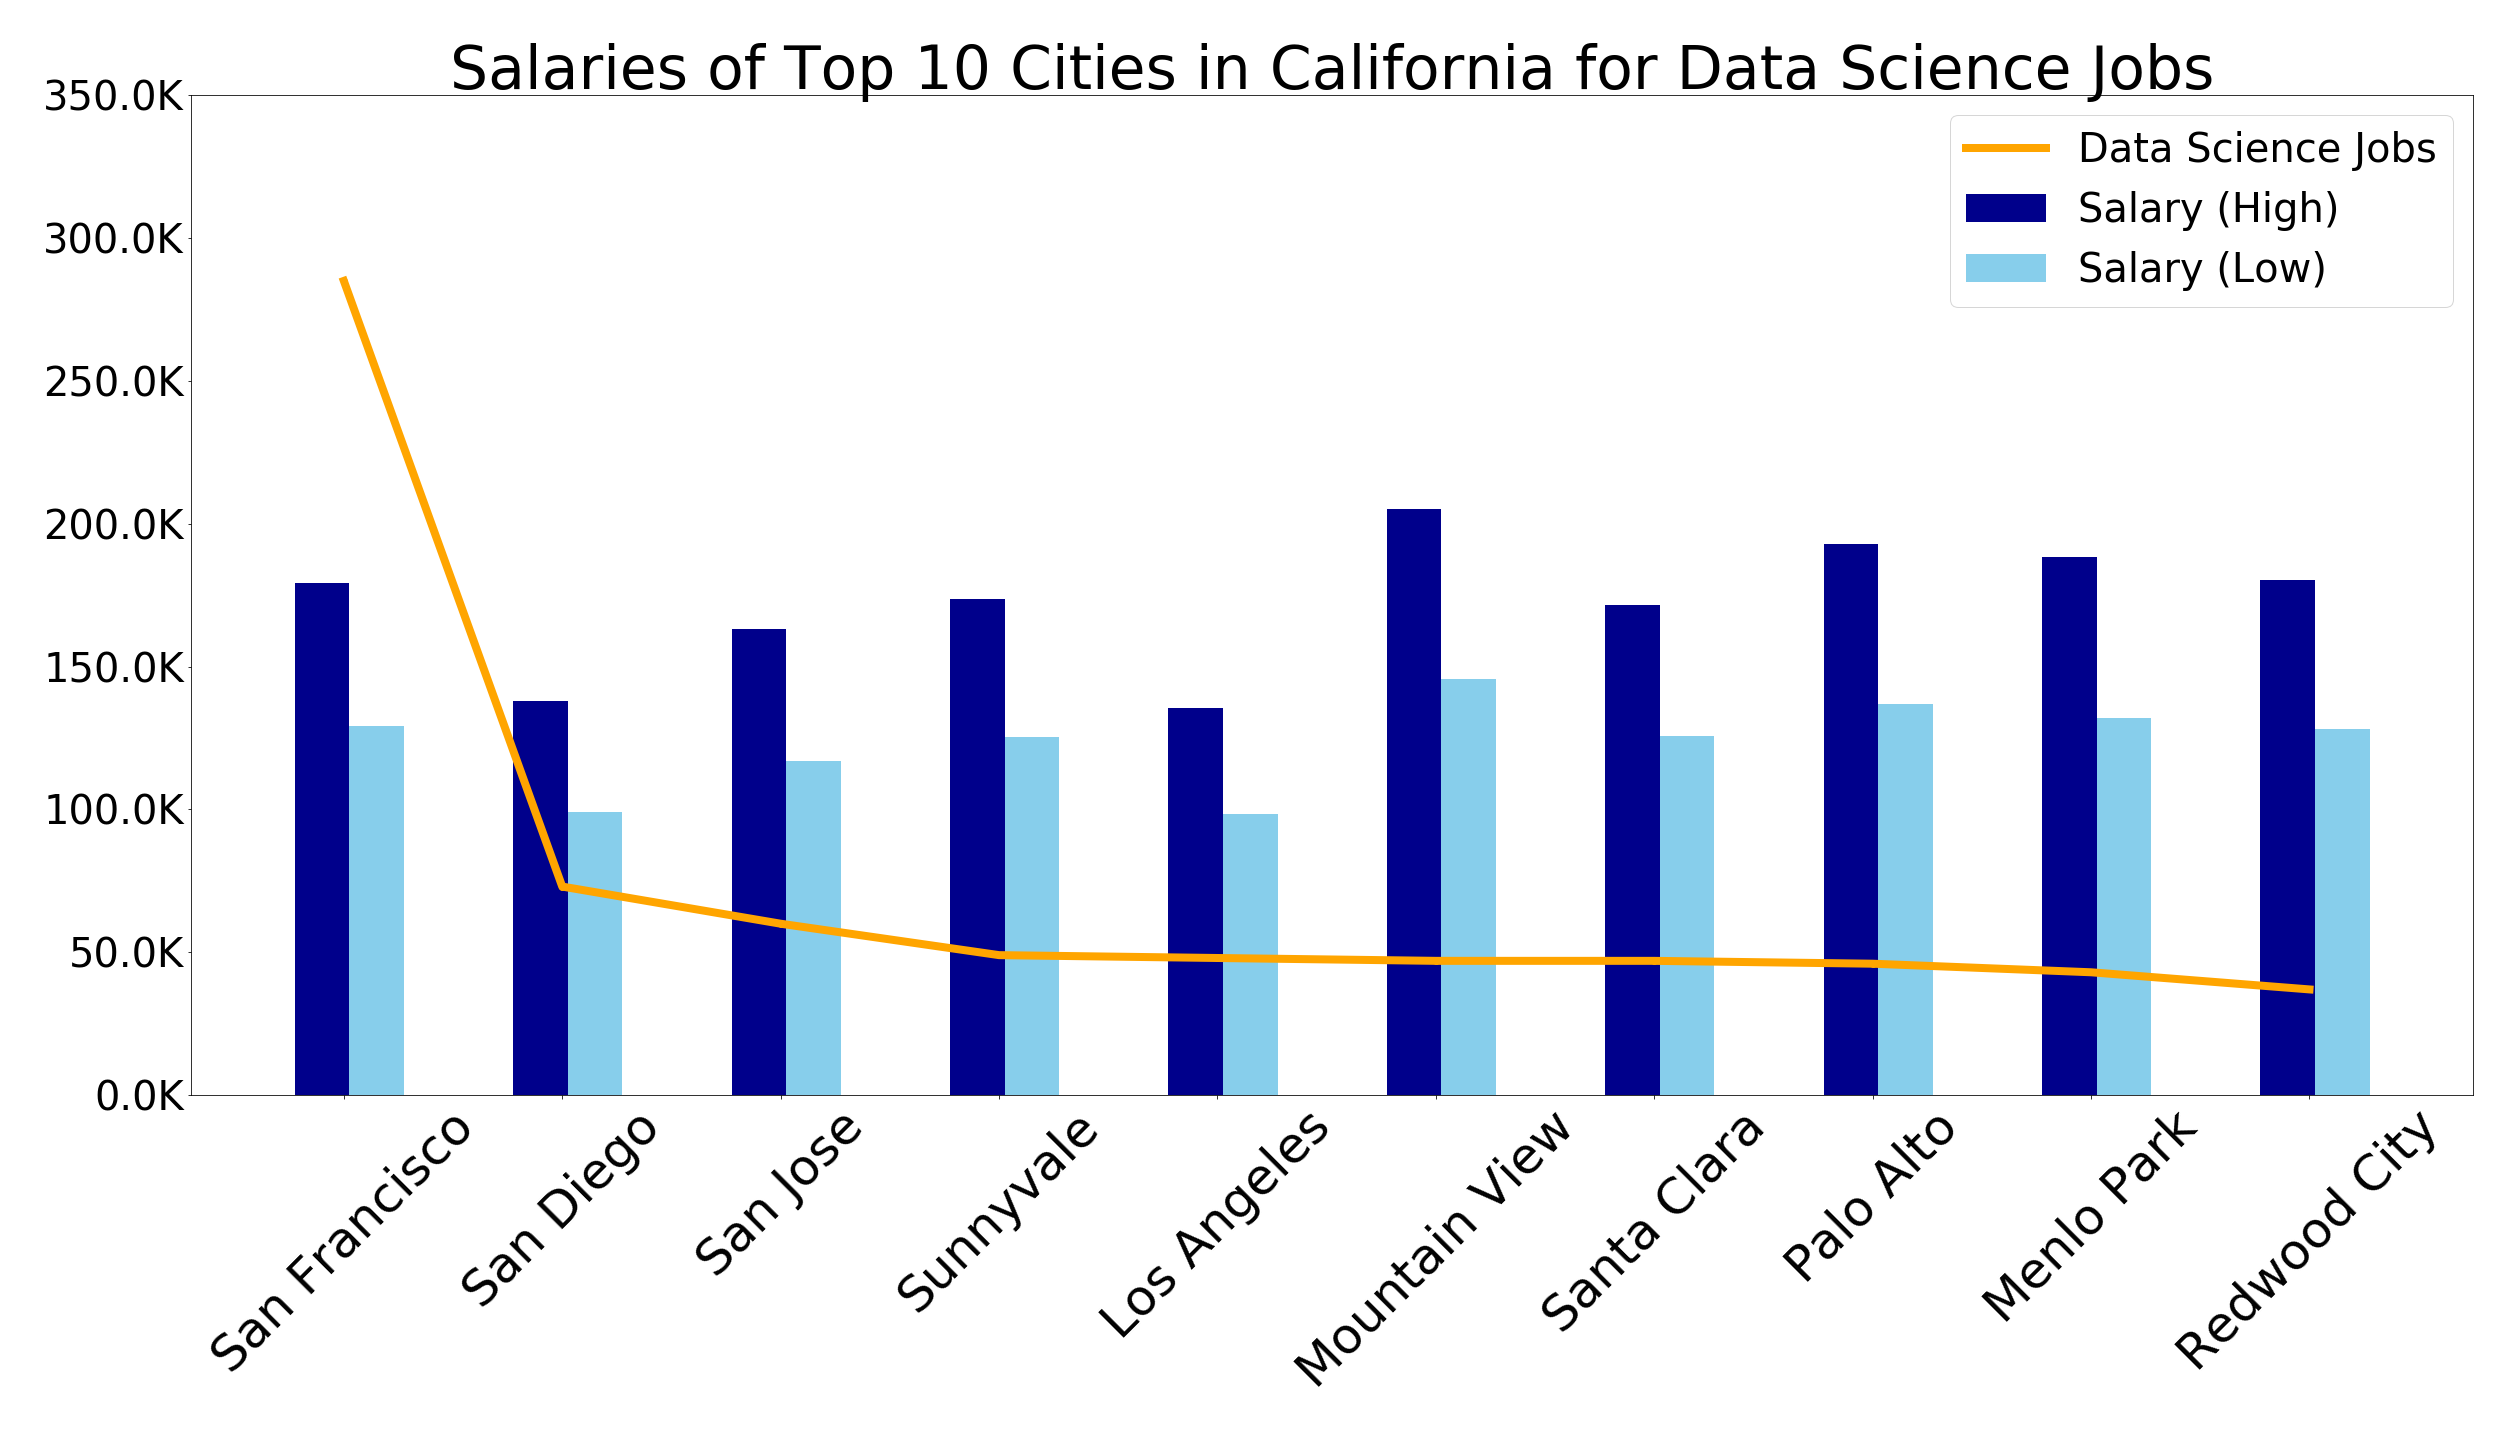 Salaries of Top 10 Cities in California for Data Science Jobs
350.0K
300.0K
250.0K
200.0K
150.0K
100.0K
50.0K
0.0K
Data Science Jobs
Salary (High)
Salary (Low)
San Francisco
San Diego
San Jose
Sunnyvale
Los Angeles
Mountain View
Santa Clara
Palo Alto
Menlo Park
Redwood City